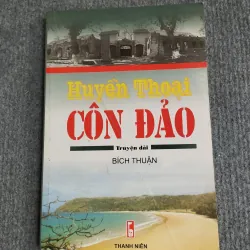 Huyền Thoại
CÔN ĐẢO
Truyện dài
BÍCH THUẬN
THANH NIÊN